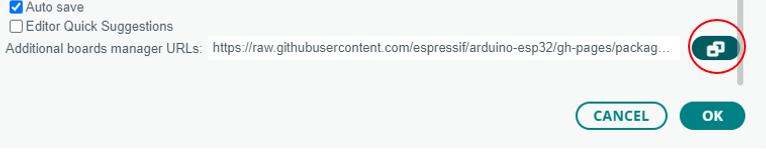 Auto save
Editor Quick Suggestions
Additional boards manager URLs: https://raw.githubusercontent.com/espressif/arduino-esp32/gh-pages/packag...
CANCEL OK